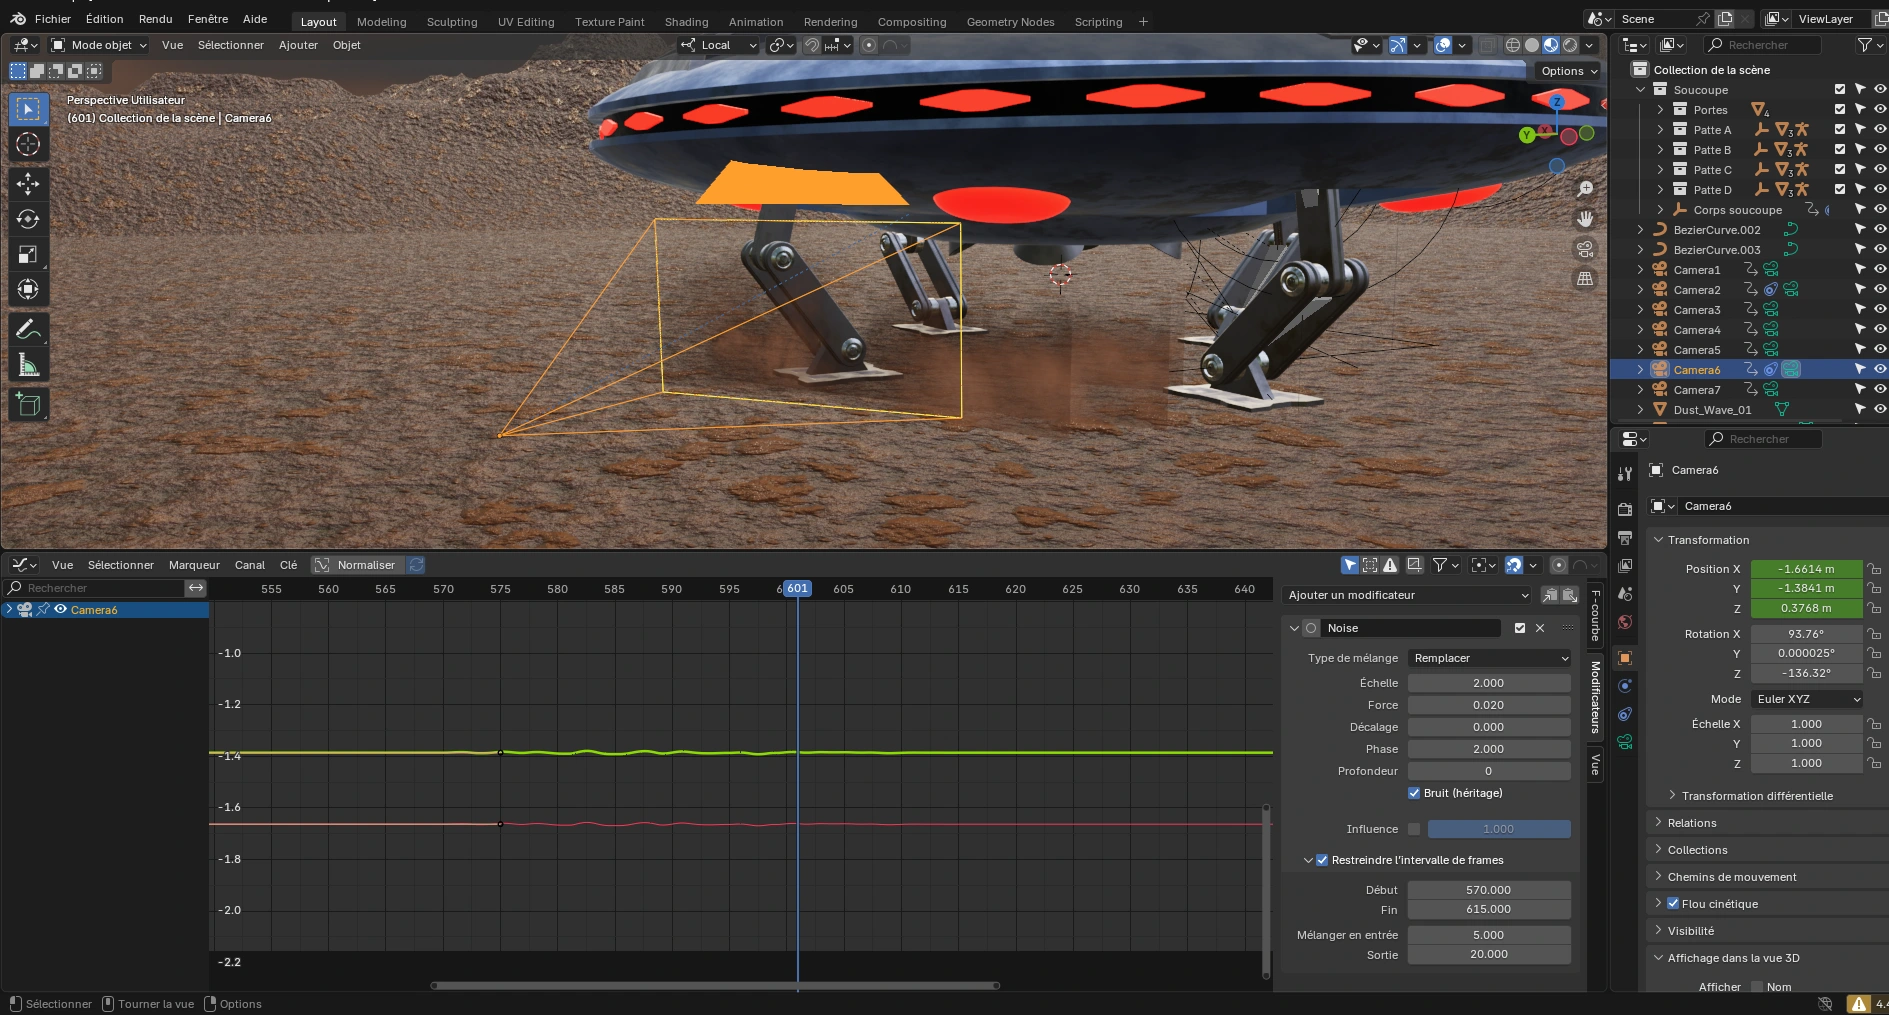 Fichier Édition Rendu Fenêtre Aide Layout Modeling Sculpting UV Editing Texture Paint Shading Animation Rendering Compositing Geometry Nodes Scripting + Scene ViewLayer
Mode objet Vue Sélectionner Ajouter Objet Local
Options
Perspective Utilisateur
(601) Collection de la scène | Camera6
Z
Y
X
Rechercher
Collection de la scène
Soucoupe
Portes 4
Patte A 3
Patte B 3
Patte C 3
Patte D 3
Corps soucoupe
BezierCurve.002
BezierCurve.003
Camera1
Camera2
Camera3
Camera4
Camera5
Camera6
Camera7
Dust_Wave_01
Rechercher
Camera6
Camera6
Transformation
Position X -1.6614 m
Y -1.3841 m
Z 0.3768 m
Rotation X 93.76°
Y 0.000025°
Z -136.32°
Mode Euler XYZ
Échelle X 1.000
Y 1.000
Z 1.000
Transformation différentielle
Relations
Collections
Chemins de mouvement
Flou cinétique
Visibilité
Affichage dans la vue 3D
Afficher Nom
Vue Sélectionner Marqueur Canal Clé Normaliser
Rechercher
Camera6
555 560 565 570 575 580 585 590 595 601 605 610 615 620 625 630 635 640
-1.0
-1.2
-1.4
-1.6
-1.8
-2.0
-2.2
Ajouter un modificateur
Noise
Type de mélange Remplacer
Échelle 2.000
Force 0.020
Décalage 0.000
Phase 2.000
Profondeur 0
Bruit (héritage)
Influence 1.000
Restreindre l'intervalle de frames
Début 570.000
Fin 615.000
Mélanger en entrée 5.000
Sortie 20.000
F-courbe
Modificateurs
Vue
Sélectionner Tourner la vue Options